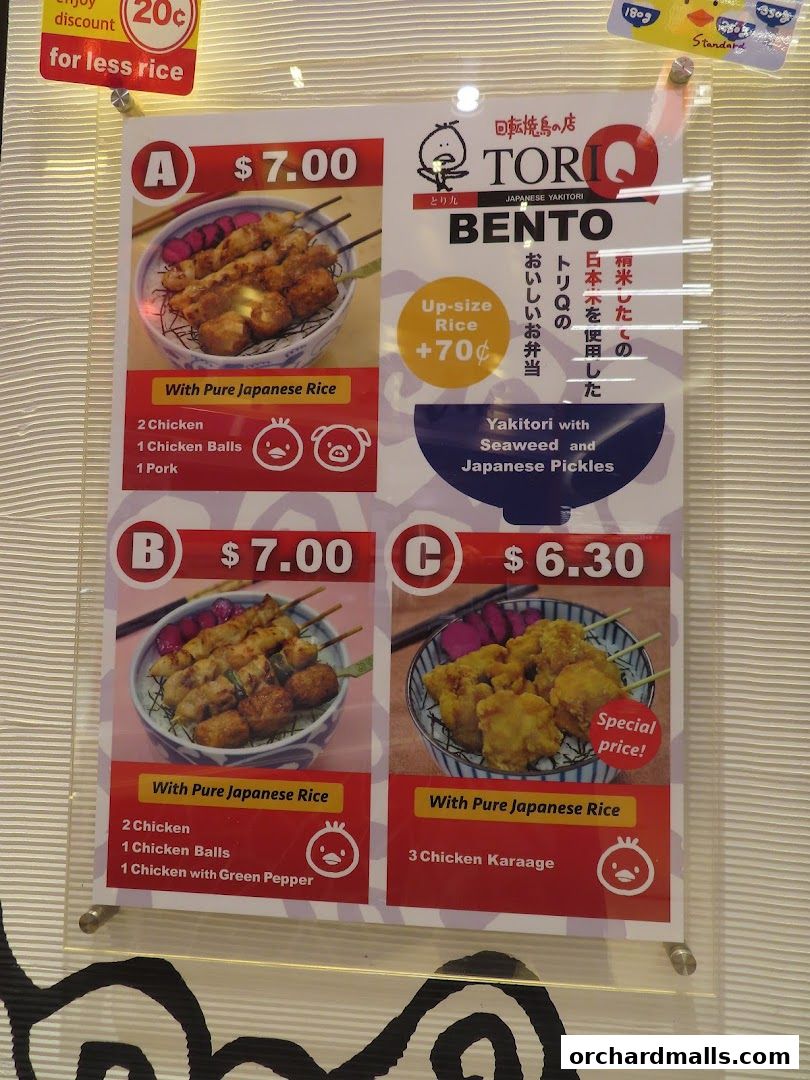 enjoy
discount
20¢
for less rice
180g
250g
350g
Standard
A
$ 7.00
With Pure Japanese Rice
2 Chicken
1 Chicken Balls
1 Pork
回転焼鳥の店
TORIQ
とり九
JAPANESE YAKITORI
BENTO
精米したての
日本米を使用した
トリQの
おいしいお弁当
Up-size
Rice
+70¢
Yakitori with
Seaweed and
Japanese Pickles
B
$ 7.00
With Pure Japanese Rice
2 Chicken
1 Chicken Balls
1 Chicken with Green Pepper
C
$ 6.30
Special
price!
With Pure Japanese Rice
3 Chicken Karaage
orchardmalls.com